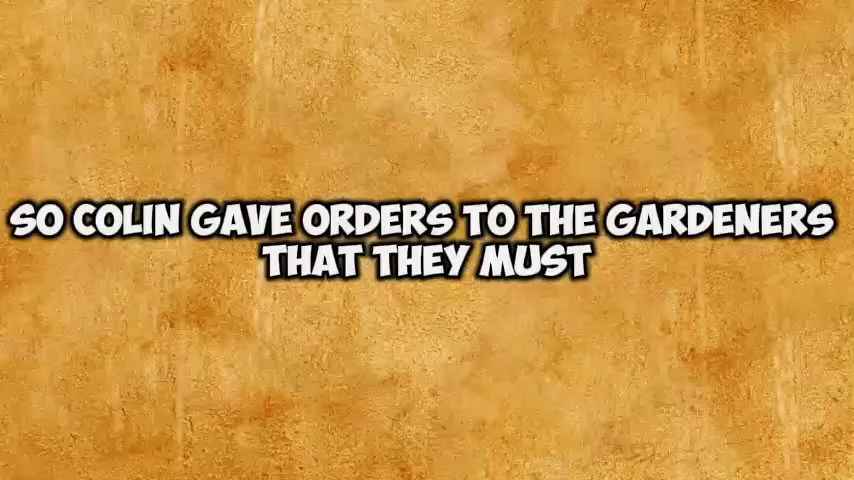 SO COLIN GAVE ORDERS TO THE GARDENERS
THAT THEY MUST